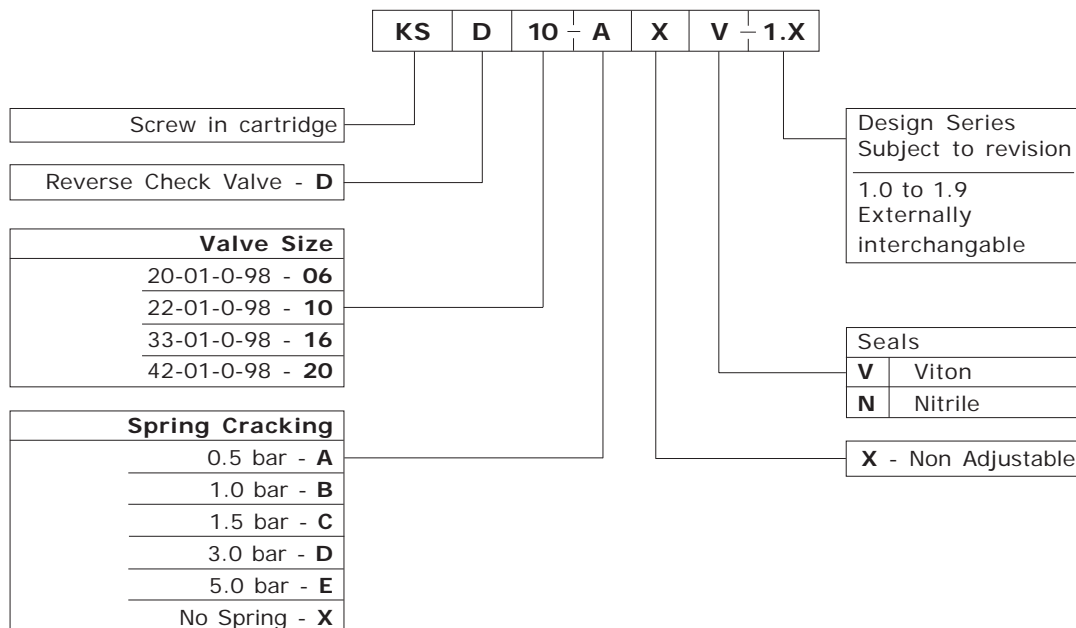 KS D 10 - A X V - 1.X
Screw in cartridge
Reverse Check Valve - D
Valve Size
20-01-0-98 - 06
22-01-0-98 - 10
33-01-0-98 - 16
42-01-0-98 - 20
Spring Cracking
0.5 bar - A
1.0 bar - B
1.5 bar - C
3.0 bar - D
5.0 bar - E
No Spring - X
Design Series
Subject to revision
1.0 to 1.9
Externally
interchangable
Seals
V Viton
N Nitrile
X - Non Adjustable